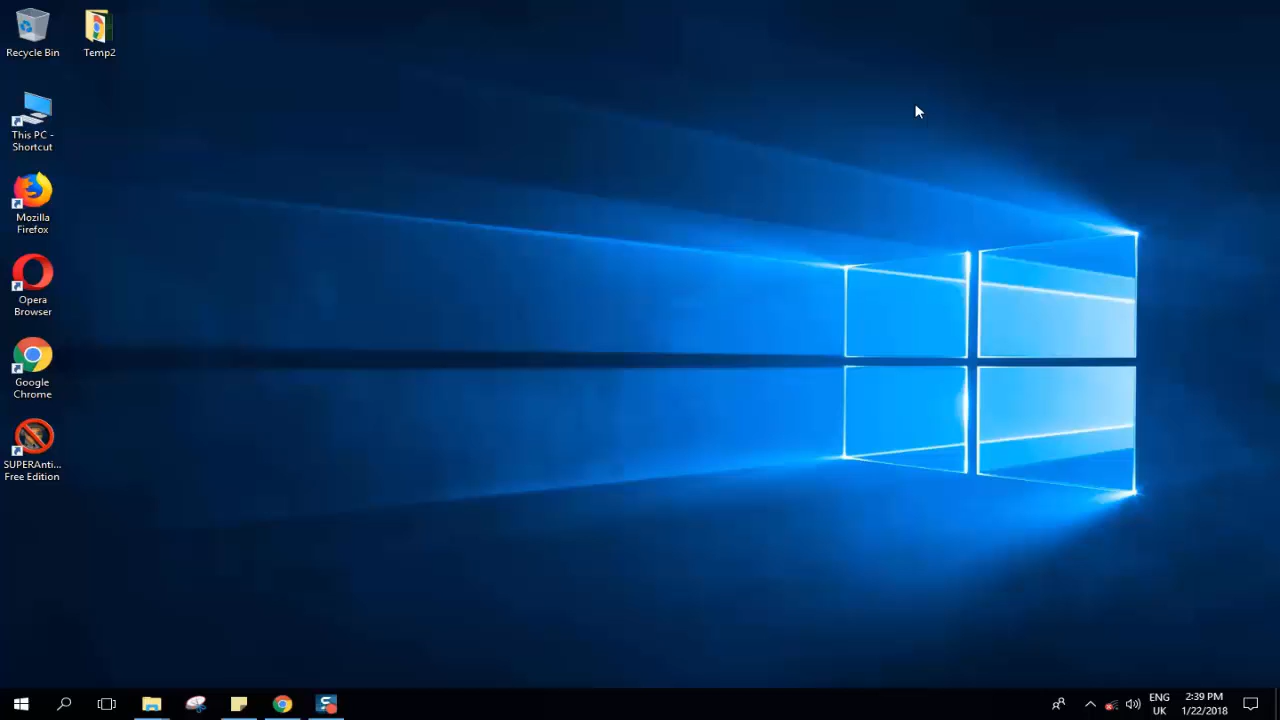 Recycle Bin
Temp2
This PC -
Shortcut
Mozilla
Firefox
Opera
Browser
Google
Chrome
SUPERAnti...
Free Edition
ENG
UK
2:39 PM
1/22/2018